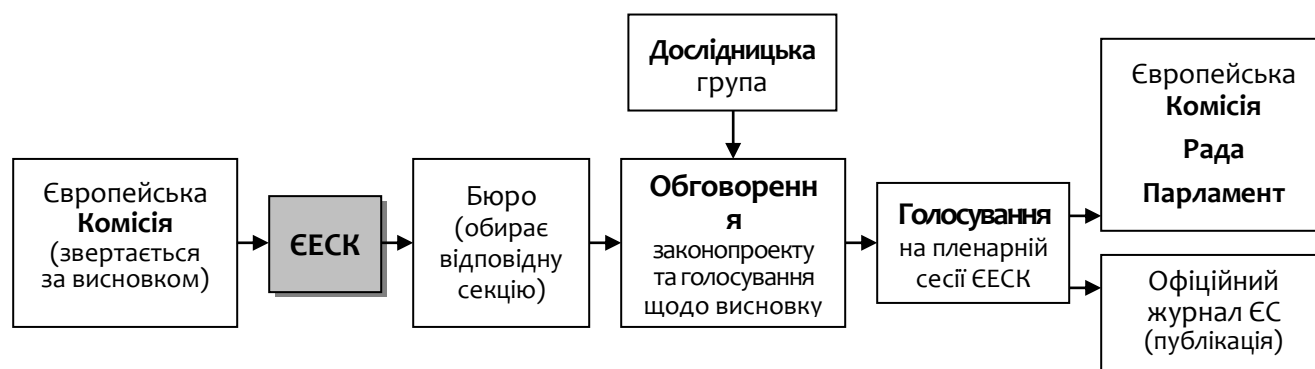 Дослідницька
група
Європейська
Комісія
(звертається
за висновком)
ЄЕСК
Бюро
(обирає
відповідну
секцію)
Обговоренн
я
законопроекту
та голосування
щодо висновку
Голосування
на пленарній
сесії ЄЕСК
Європейська
Комісія
Рада
Парламент
Офіційний
журнал ЄС
(публікація)